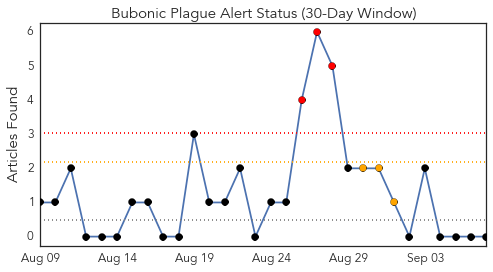 Bubonic Plague Alert Status (30-Day Window)
Articles Found
6
5
4
3
2
1
0
Aug 09 Aug 14 Aug 19 Aug 24 Aug 29 Sep 03